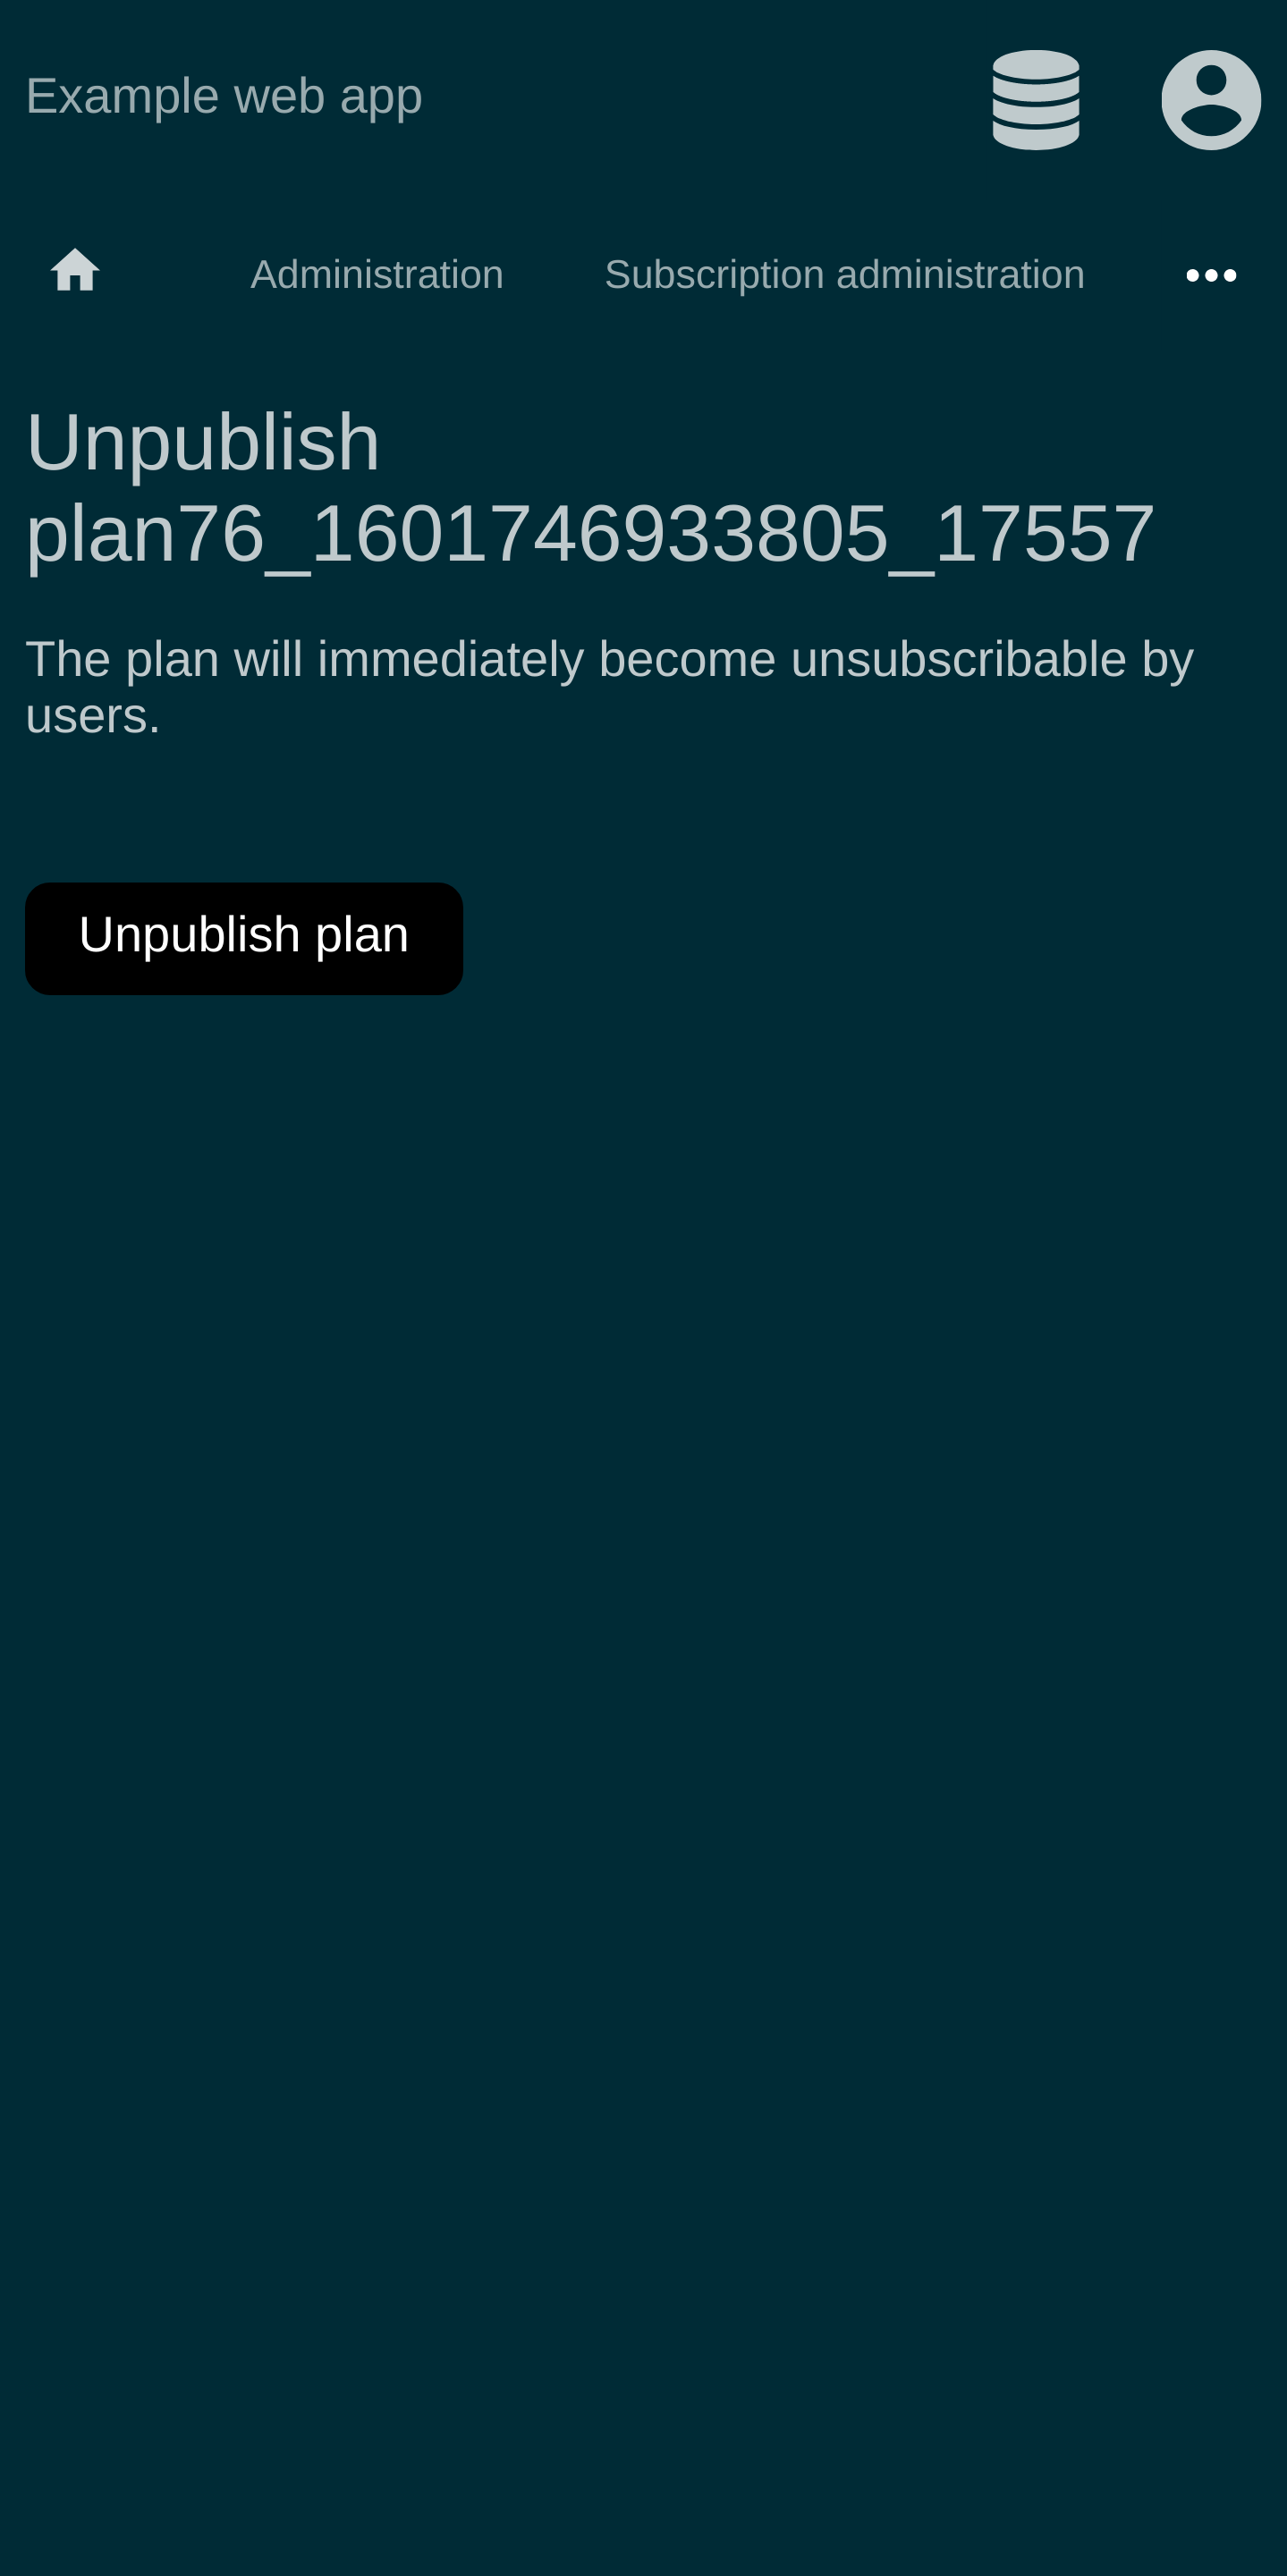 Example web app
Administration
Subscription administration
Unpublish
plan76_1601746933805_17557
The plan will immediately become unsubscribable by
users.
Unpublish plan